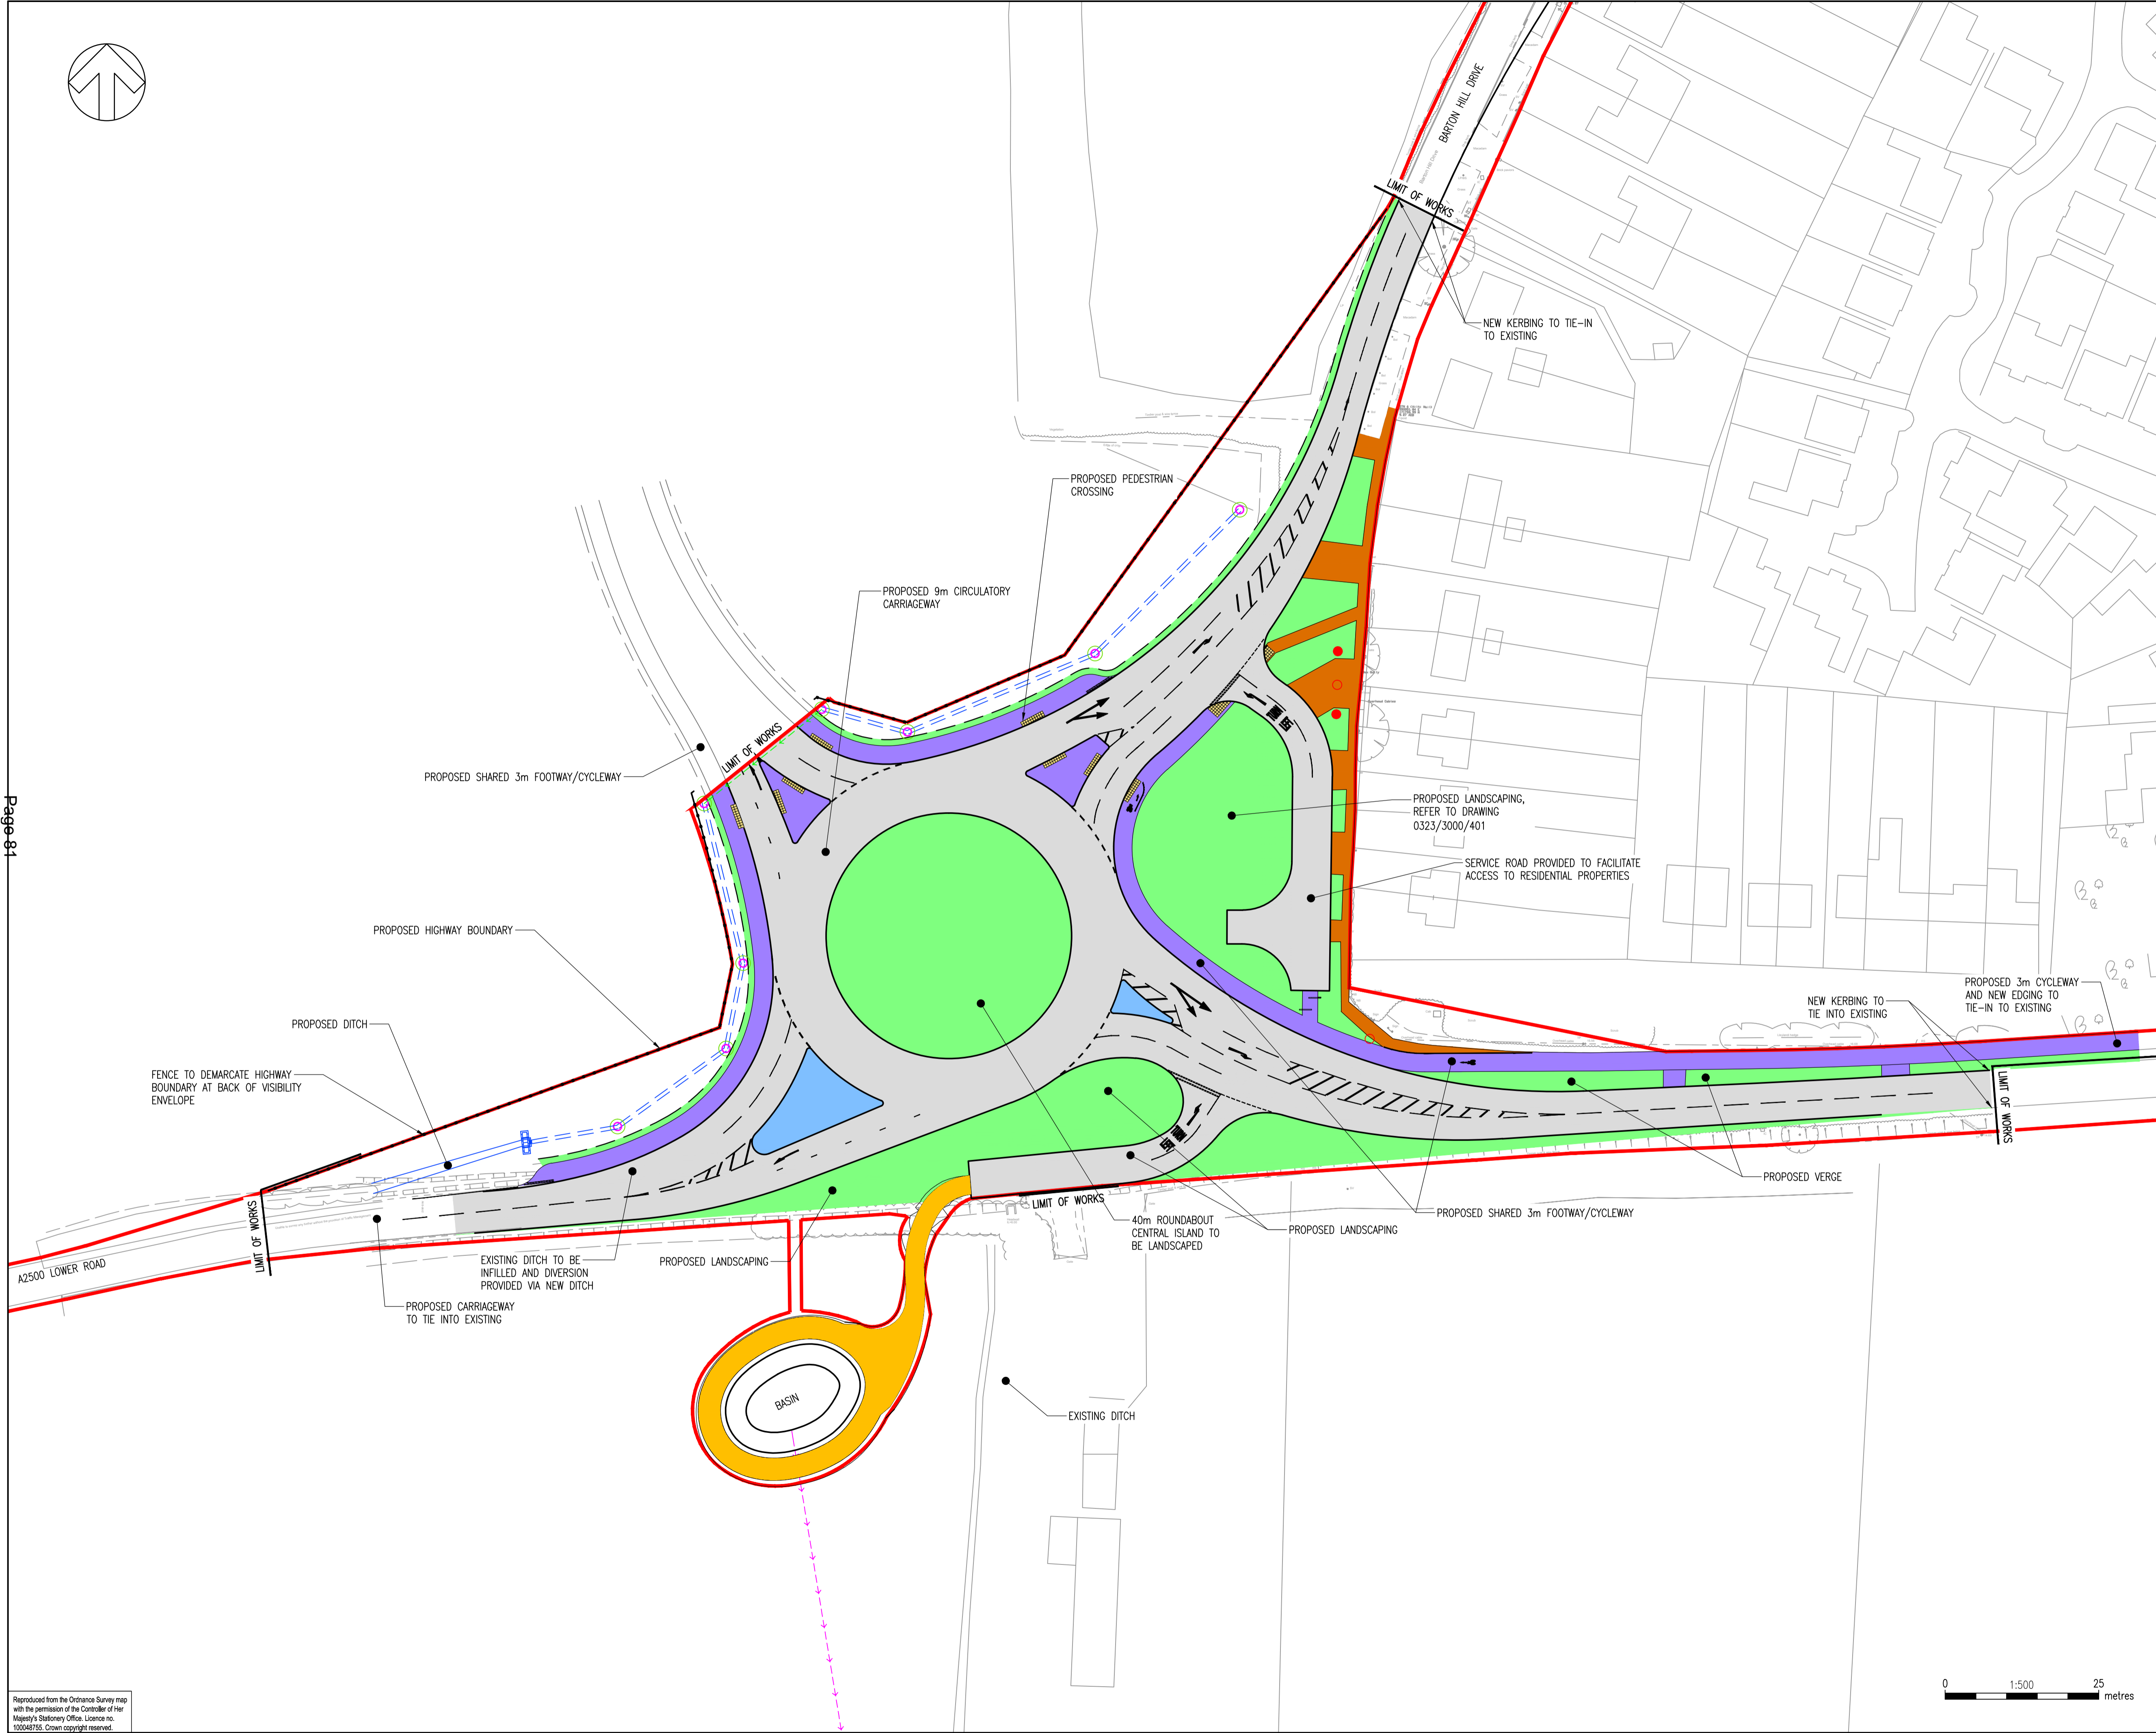 BARTON HILL DRIVE
Barton Hill Drive
LIMIT OF WORKS
NEW KERBING TO TIE-IN
TO EXISTING
PROPOSED PEDESTRIAN
CROSSING
PROPOSED 9m CIRCULATORY
CARRIAGEWAY
LIMIT OF WORKS
PROPOSED SHARED 3m FOOTWAY/CYCLEWAY
TURN
LEFT
PROPOSED LANDSCAPING,
REFER TO DRAWING
0323/3000/401
SERVICE ROAD PROVIDED TO FACILITATE
ACCESS TO RESIDENTIAL PROPERTIES
Page 81
PROPOSED HIGHWAY BOUNDARY
PROPOSED DITCH
FENCE TO DEMARCATE HIGHWAY
BOUNDARY AT BACK OF VISIBILITY
ENVELOPE
PROPOSED 3m CYCLEWAY
AND NEW EDGING TO
TIE-IN TO EXISTING
NEW KERBING TO
TIE INTO EXISTING
LIMIT OF WORKS
TURN
LEFT
PROPOSED VERGE
LIMIT OF WORKS
LIMIT OF WORKS
PROPOSED SHARED 3m FOOTWAY/CYCLEWAY
40m ROUNDABOUT
CENTRAL ISLAND TO
BE LANDSCAPED
PROPOSED LANDSCAPING
A2500 LOWER ROAD
EXISTING DITCH TO BE
INFILLED AND DIVERSION
PROVIDED VIA NEW DITCH
PROPOSED LANDSCAPING
PROPOSED CARRIAGEWAY
TO TIE INTO EXISTING
BASIN
EXISTING DITCH
0 1:500 25
metres
Reproduced from the Ordnance Survey map
with the permission of the Controller of Her
Majesty's Stationery Office. Licence no.
100048755. Crown copyright reserved.